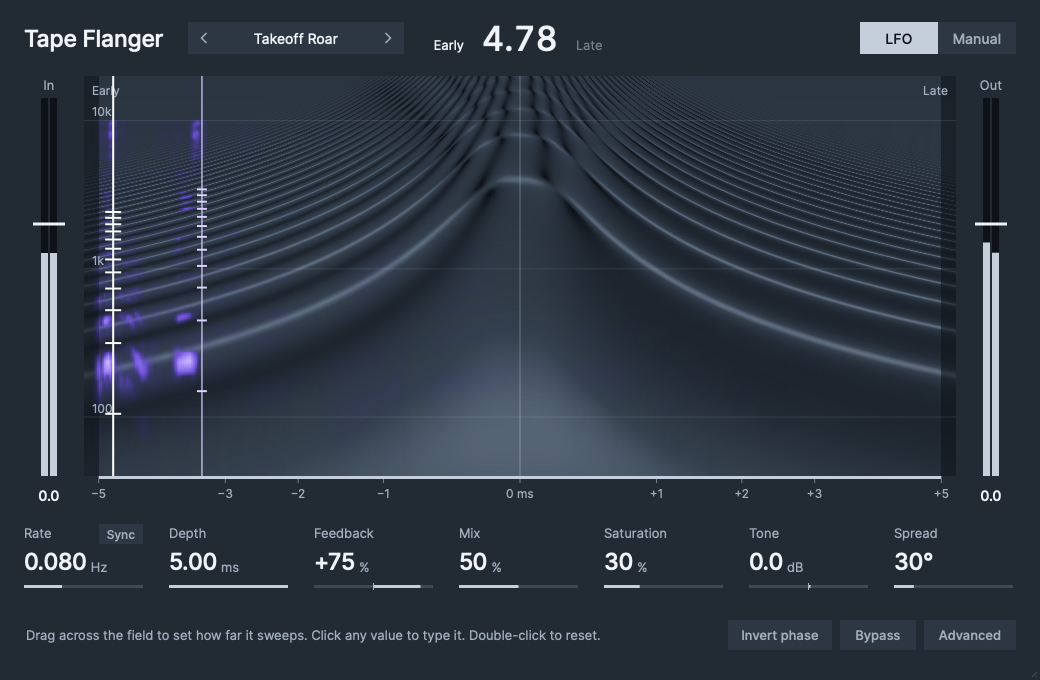 Tape Flanger
Takeoff Roar
Early 4.78 Late
LFO Manual
In
Early
Late
Out
10k
1k
100
0.0
−5 −3 −2 −1 0 ms +1 +2 +3 +5
0.0
Rate Sync Depth Feedback Mix Saturation Tone Spread
0.080 Hz 5.00 ms +75 % 50 % 30 % 0.0 dB 30°
Drag across the field to set how far it sweeps. Click any value to type it. Double-click to reset.
Invert phase Bypass Advanced